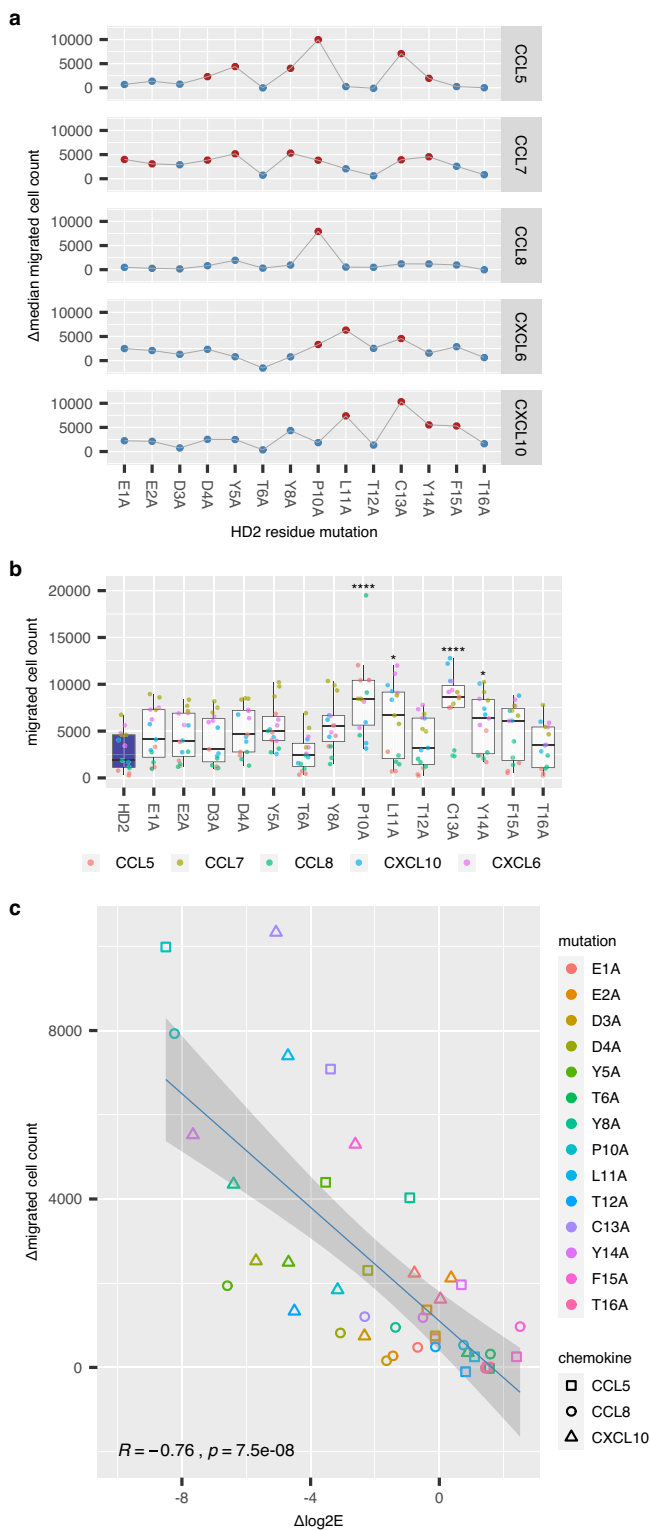 a
Δmedian migrated cell count
10000
5000
0
CCL5
10000
5000
0
CCL7
10000
5000
0
CCL8
10000
5000
0
CXCL6
10000
5000
0
CXCL10
E1A
E2A
D3A
D4A
Y5A
T6A
Y8A
P10A
L11A
T12A
C13A
Y14A
F15A
T16A
HD2 residue mutation
b
migrated cell count
20000
15000
10000
5000
0
****
*
****
*
HD2
E1A
E2A
D3A
D4A
Y5A
T6A
Y8A
P10A
L11A
T12A
C13A
Y14A
F15A
T16A
CCL5 CCL7 CCL8 CXCL10 CXCL6
c
Δmigrated cell count
8000
4000
0
R = −0.76 , p = 7.5e-08
-8 -4 0
Δlog2E
mutation
E1A
E2A
D3A
D4A
Y5A
T6A
Y8A
P10A
L11A
T12A
C13A
Y14A
F15A
T16A
chemokine
CCL5
CCL8
CXCL10